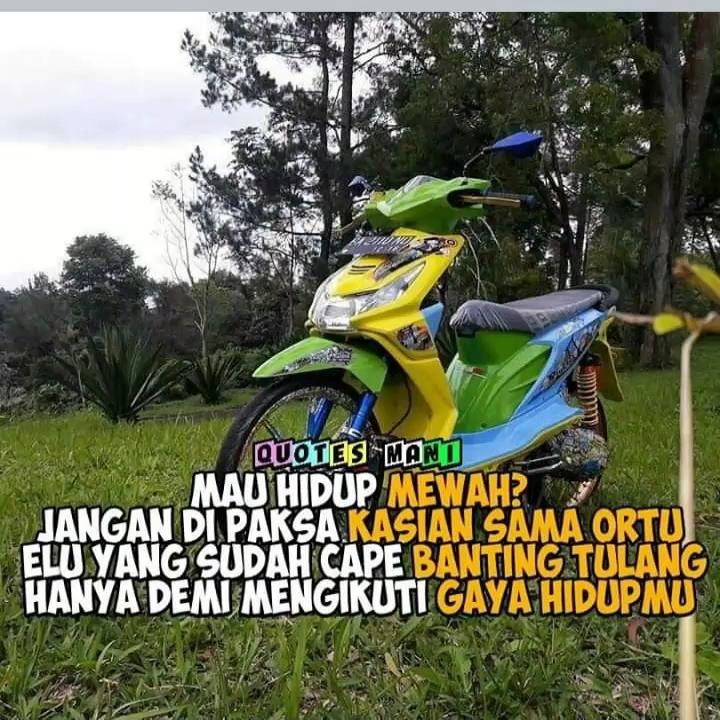 QUOTES MANI
MAU HIDUP MEWAH?
JANGAN DI PAKSA KASIAN SAMA ORTU
ELU YANG SUDAH CAPE BANTING TULANG
HANYA DEMI MENGIKUTI GAYA HIDUPMU